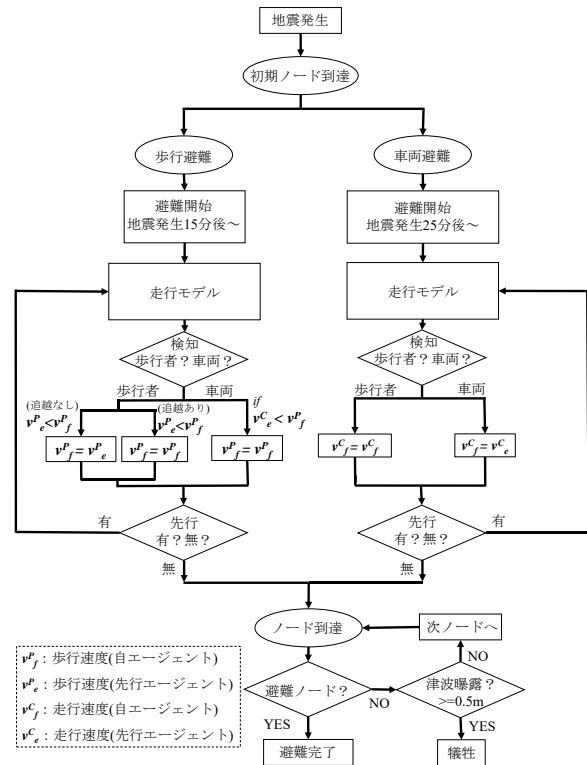 地震発生
初期ノード到達
歩行避難
車両避難
避難開始
地震発生15分後～
避難開始
地震発生25分後～
走行モデル
走行モデル
検知
歩行者？車両？
検知
歩行者？車両？
歩行者
車両
if
歩行者
車両
(追越なし)
(追越あり)
v^P_e<v^P_f
v^P_e<v^P_f
v^C_e<v^P_f
v^P_f=v^P_e
v^P_f=v^P_f
v^P_f=v^P_f
v^C_f=v^C_f
v^C_f=v^C_e
有
先行
有？無？
先行
有？無？
有
無
無
ノード到達
次ノードへ
NO
v^P_f：歩行速度(自エージェント)
v^P_e：歩行速度(先行エージェント)
v^C_f：走行速度(自エージェント)
v^C_e：走行速度(先行エージェント)
避難ノード？
NO
津波曝露？
>=0.5m
YES
YES
避難完了
犠牲